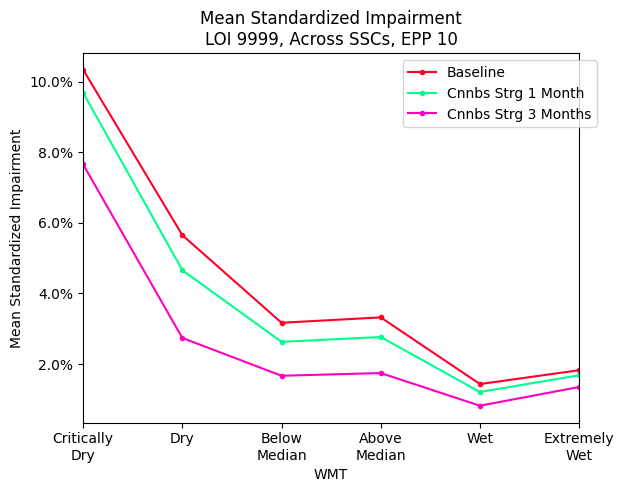 Mean Standardized Impairment
LOI 9999, Across SSCs, EPP 10
Baseline
Cnnbs Strg 1 Month
Cnnbs Strg 3 Months
Mean Standardized Impairment
10.0%
8.0%
6.0%
4.0%
2.0%
Critically Dry Below Above Wet Extremely
Dry Median Median Wet
WMT